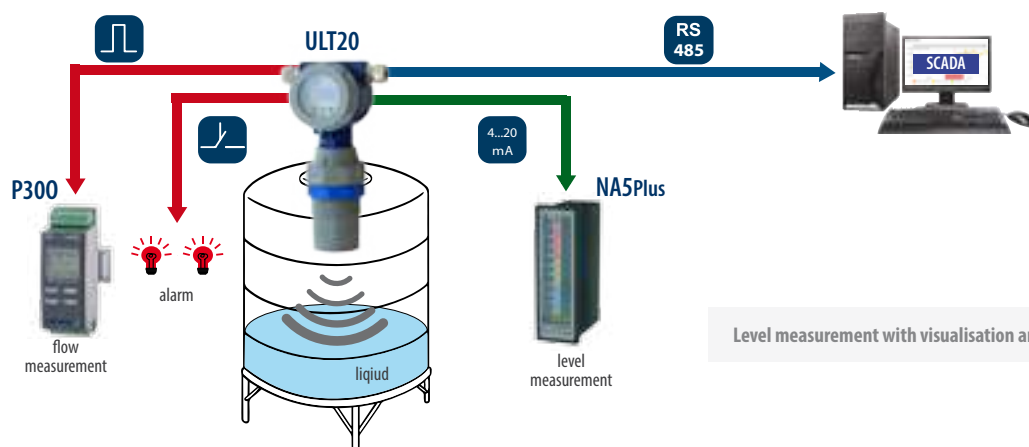 ULT20
RS
485
SCADA
4...20
mA
P300
NA5Plus
alarm
flow
measurement
liqiud
level
measurement
Level measurement with visualisation